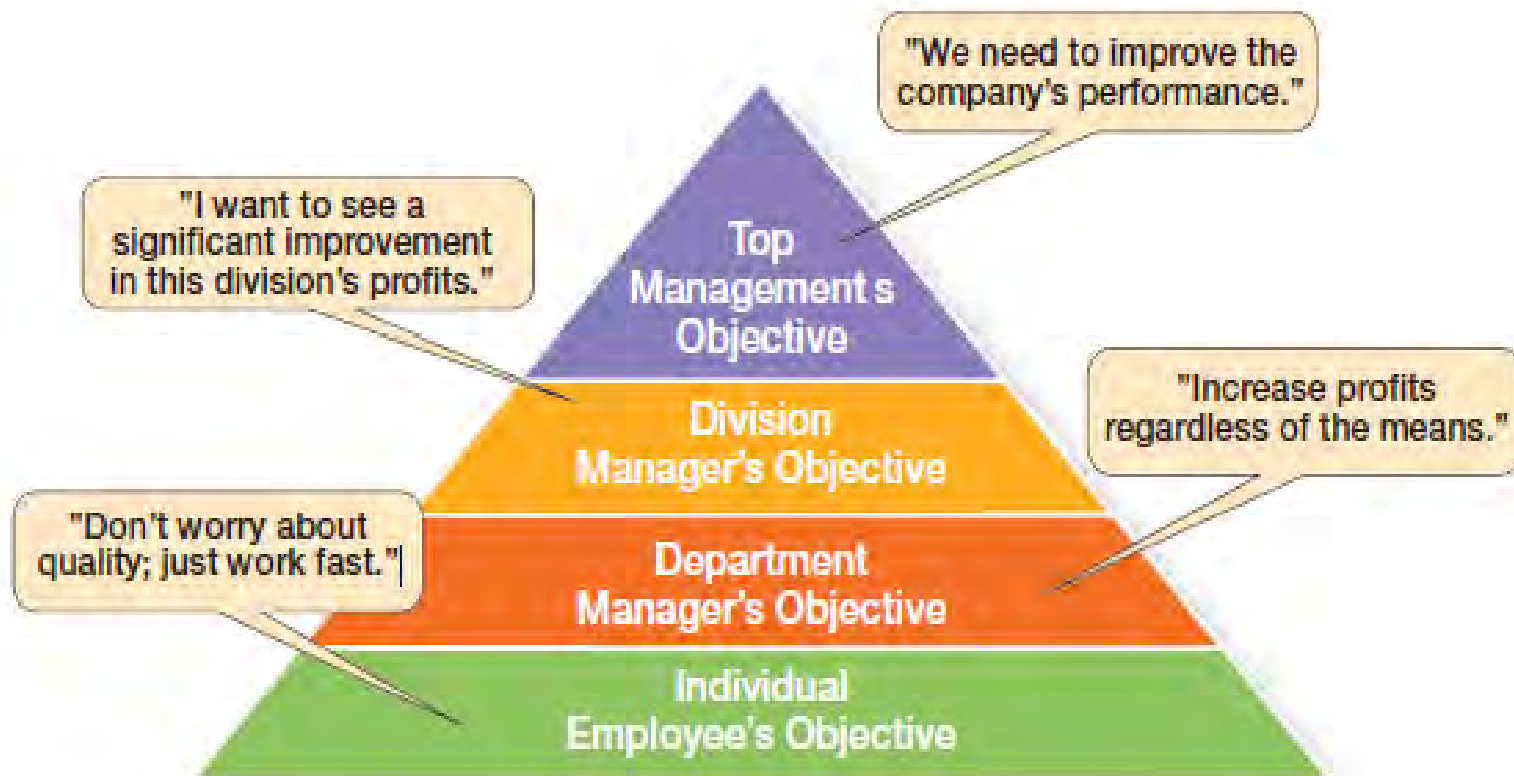 "We need to improve the
company's performance."
"I want to see a
significant improvement
in this division's profits."
Top
Management s
Objective
"Increase profits
regardless of the means."
Division
Manager's Objective
"Don't worry about
quality; just work fast."
Department
Manager's Objective
Individual
Employee's Objective